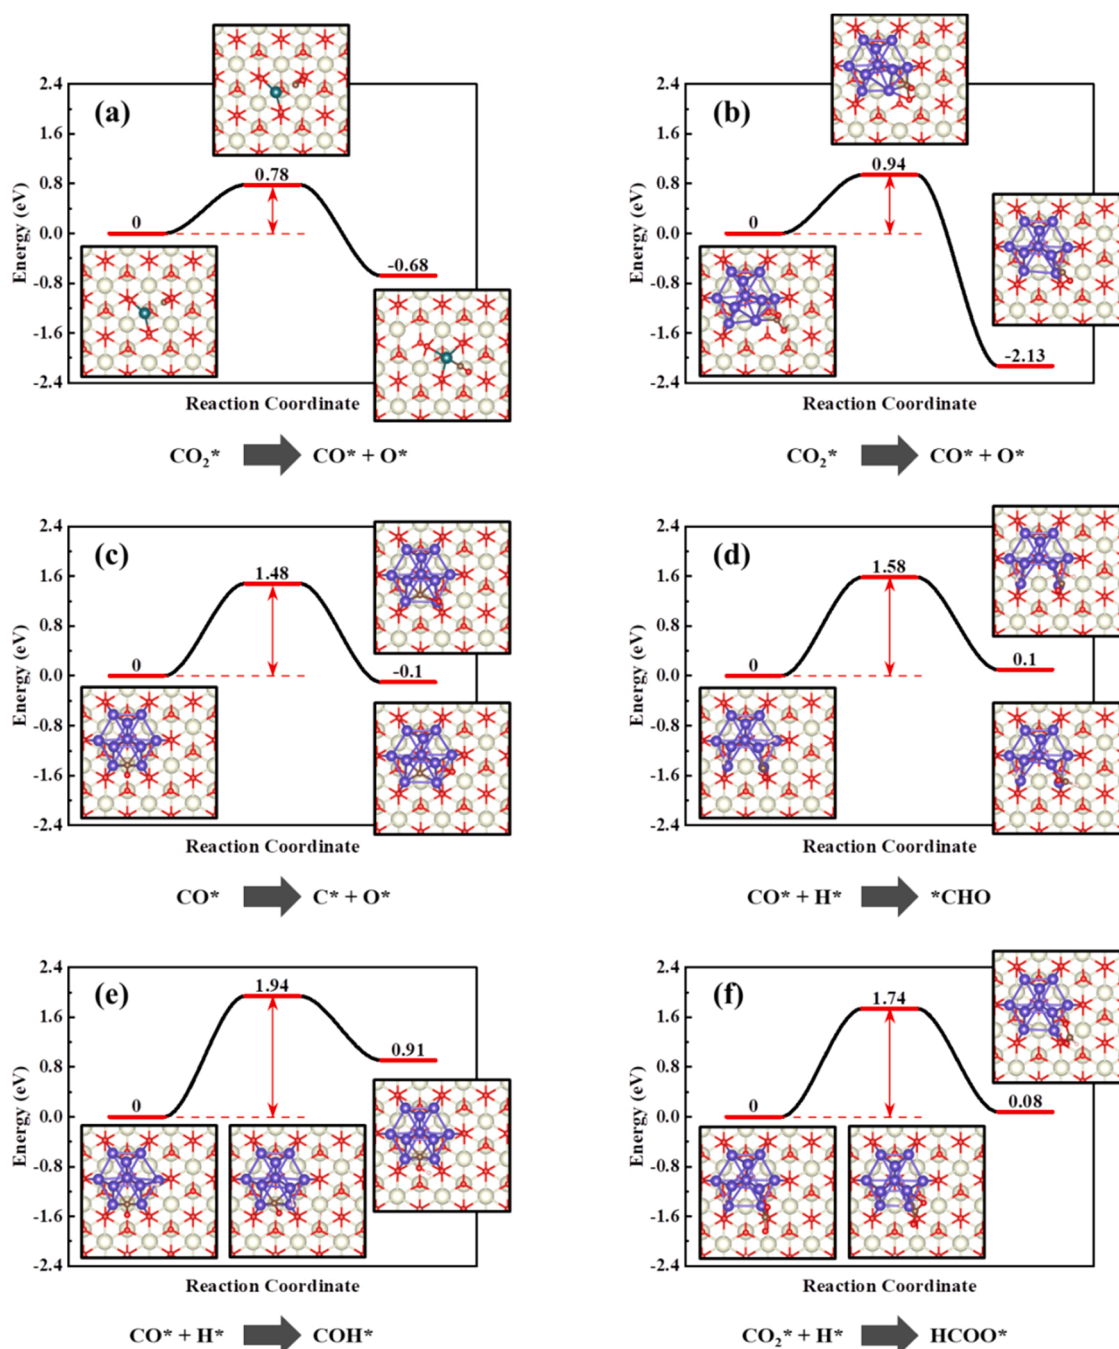 (a)
Energy (eV)
2.4
1.6
0.8
0.0
-0.8
-1.6
-2.4
0
0.78
-0.68
Reaction Coordinate
CO₂* CO* + O*
(b)
Energy (eV)
2.4
1.6
0.8
0.0
-0.8
-1.6
-2.4
0
0.94
-2.13
Reaction Coordinate
CO₂* CO* + O*
(c)
Energy (eV)
2.4
1.6
0.8
0.0
-0.8
-1.6
-2.4
0
1.48
-0.1
Reaction Coordinate
CO* C* + O*
(d)
Energy (eV)
2.4
1.6
0.8
0.0
-0.8
-1.6
-2.4
0
1.58
0.1
Reaction Coordinate
CO* + H* *CHO
(e)
Energy (eV)
2.4
1.6
0.8
0.0
-0.8
-1.6
-2.4
0
1.94
0.91
Reaction Coordinate
CO* + H* COH*
(f)
Energy (eV)
2.4
1.6
0.8
0.0
-0.8
-1.6
-2.4
0
1.74
0.08
Reaction Coordinate
CO₂* + H* HCOO*